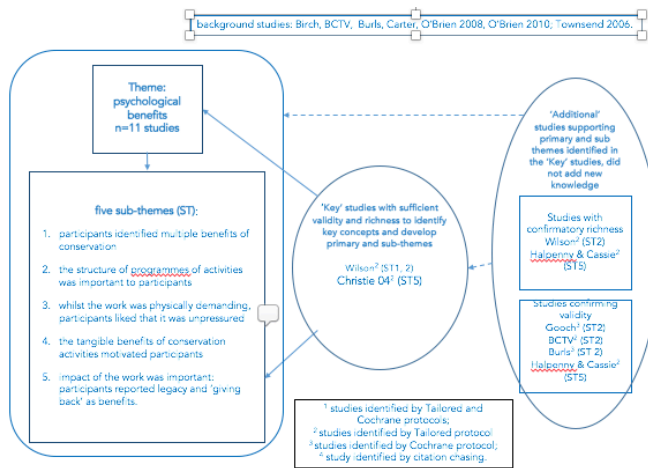 background studies: Birch, BCTV, Burls, Carter, O'Brien 2008, O'Brien 2010; Townsend 2006.
Theme:
psychological
benefits
n=11 studies
five sub-themes (ST):
1. participants identified multiple benefits of
conservation
2. the structure of programmes of activities
was important to participants
3. whilst the work was physically demanding,
participants liked that it was unpressured
4. the tangible benefits of conservation
activities motivated participants
5. impact of the work was important:
participants reported legacy and 'giving
back' as benefits.
'Key' studies with sufficient
validity and richness to identify
key concepts and develop
primary and sub-themes
Wilson² (ST1, 2)
Christie 04² (ST5)
'Additional'
studies supporting
primary and sub
themes identified in
the 'Key' studies, did
not add new
knowledge
Studies with
confirmatory richness
Wilson² (ST2)
Halpenny & Cassie² 
(ST5)
Studies confirming
validity
Gooch³ (ST2)
BCTV² (ST2)
Burls² (ST 2)
Halpenny & Cassie²
(ST5)
¹ studies identified by Tailored and
Cochrane protocols;
² studies identified by Tailored protocol
³ studies identified by Cochrane protocol;
⁴ study identified by citation chasing.